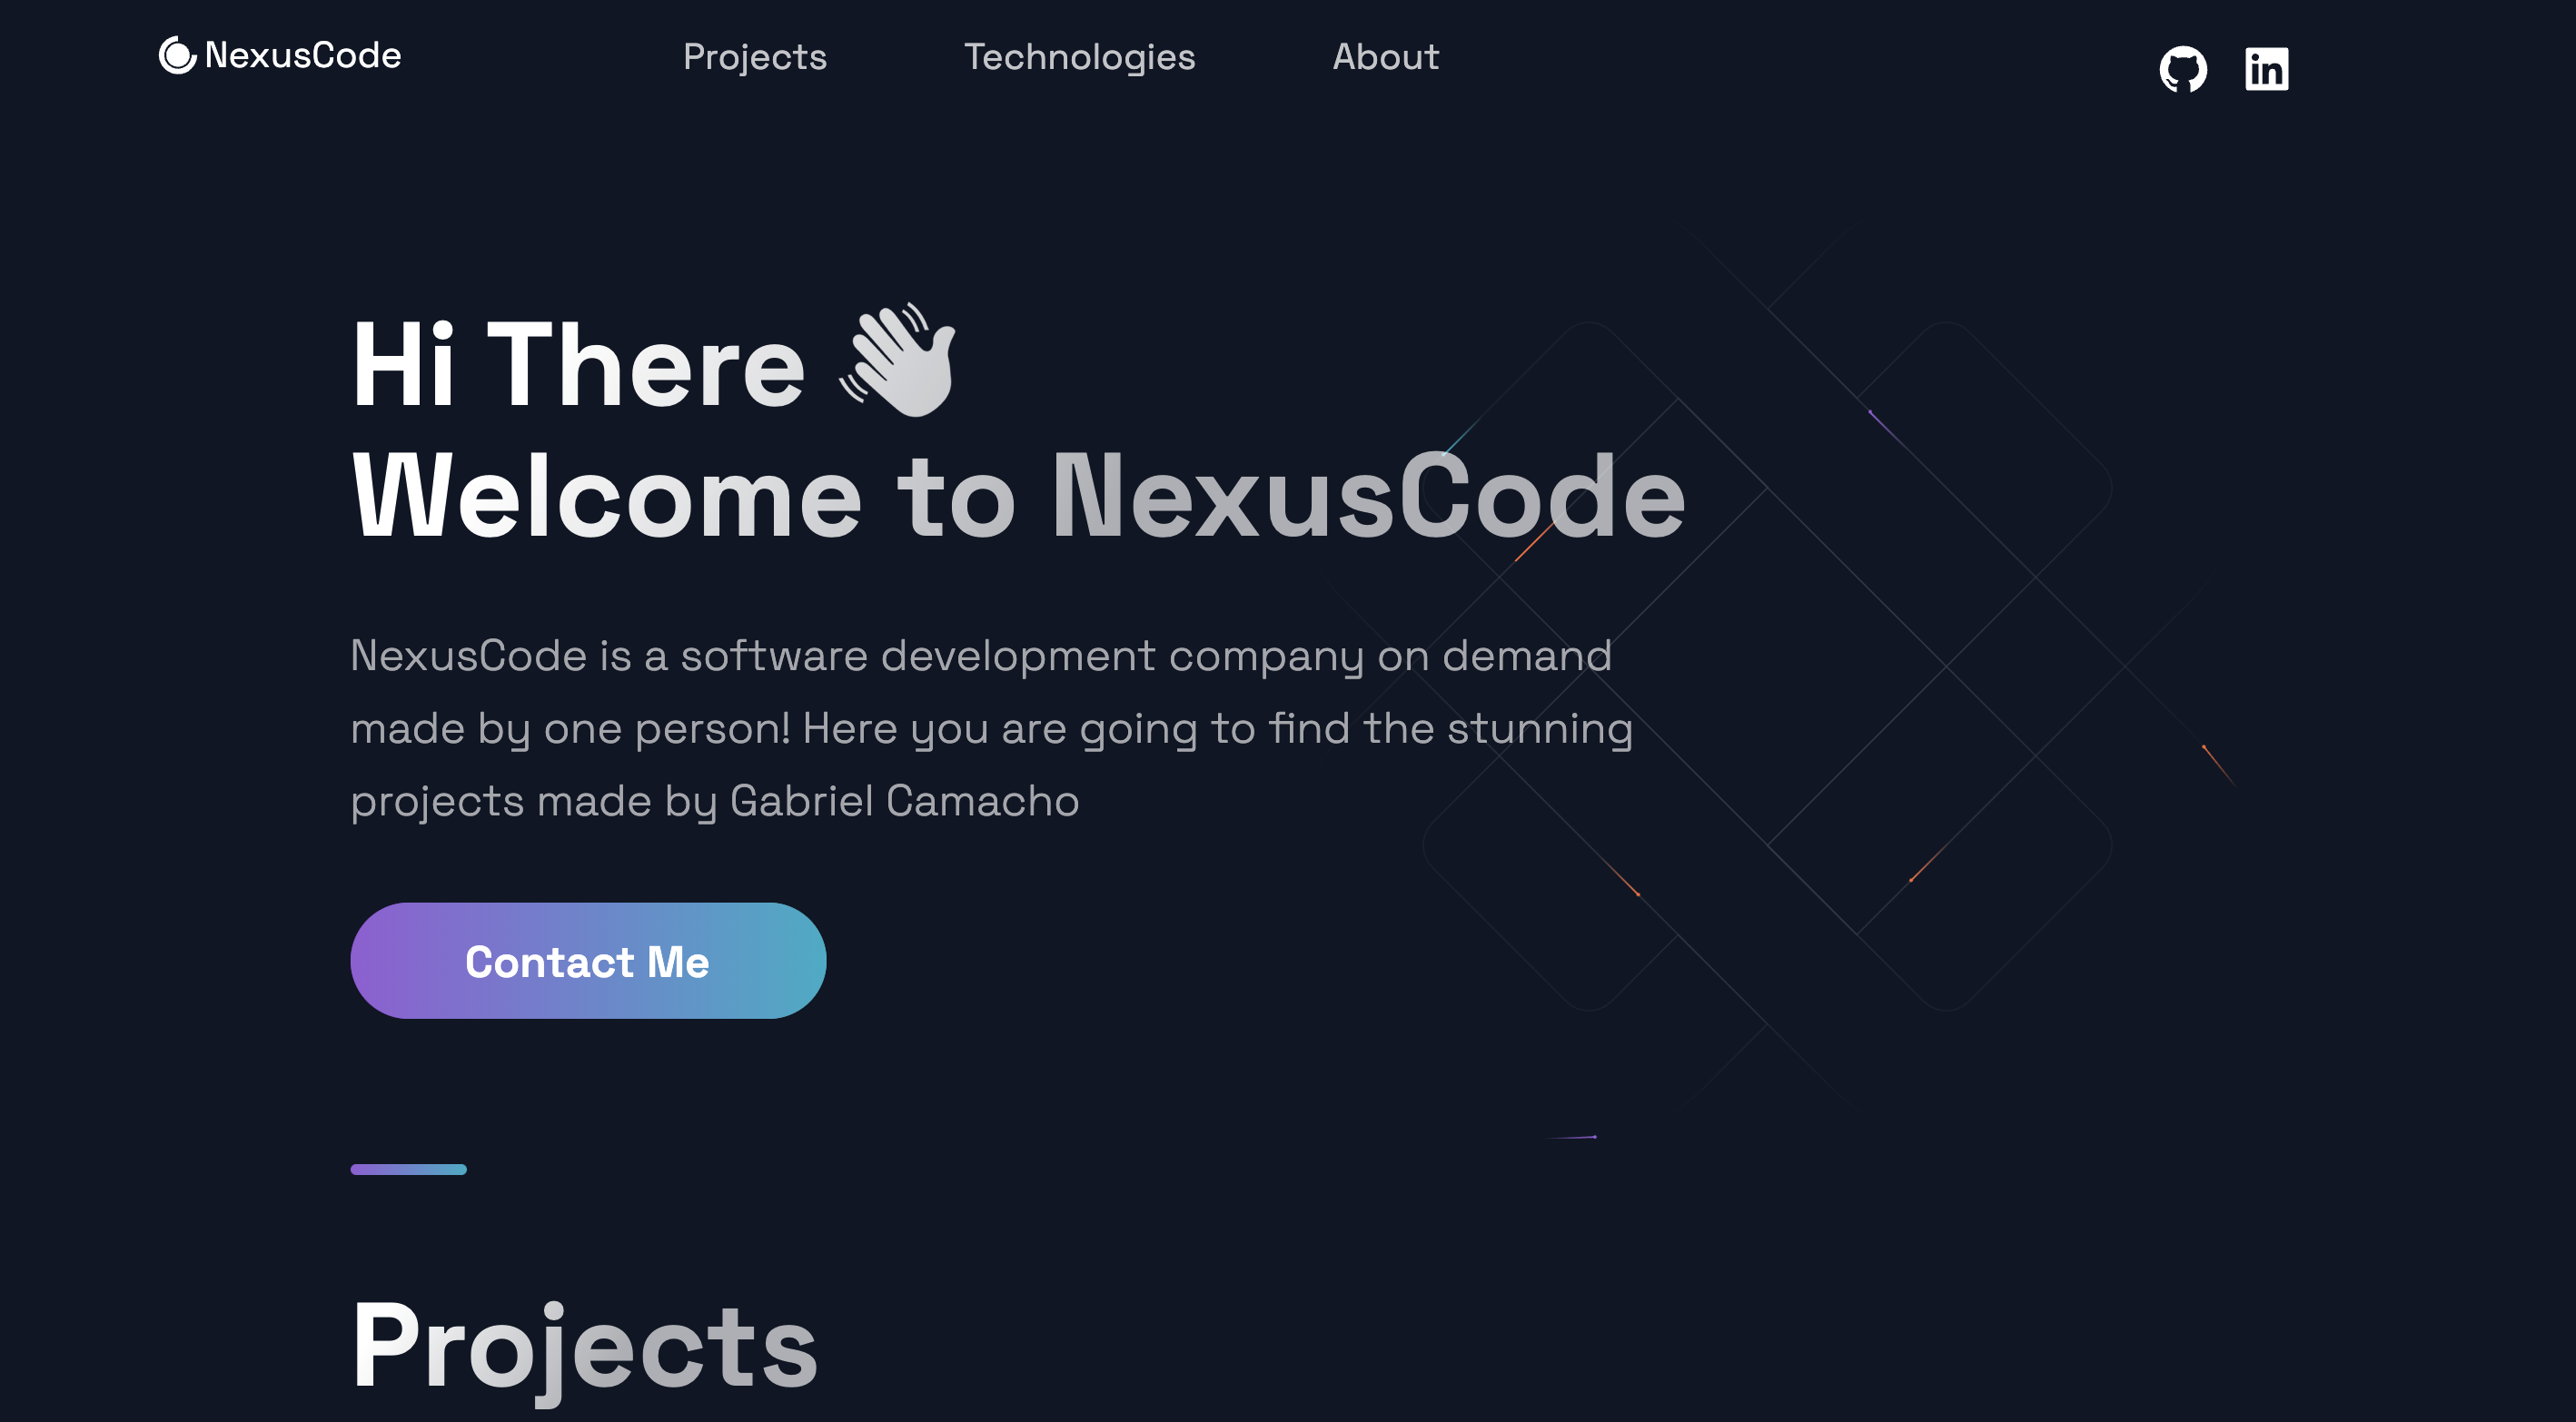 NexusCode
Projects
Technologies
About
in
Hi There 👋
Welcome to NexusCode
NexusCode is a software development company on demand
made by one person! Here you are going to find the stunning
projects made by Gabriel Camacho
Contact Me
Projects